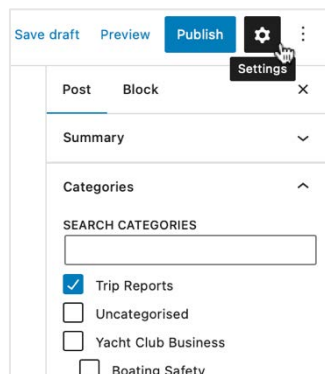 Save draft Preview Publish
Settings
Post Block
Summary
Categories
SEARCH CATEGORIES
Trip Reports
Uncategorised
Yacht Club Business
Boating Safety